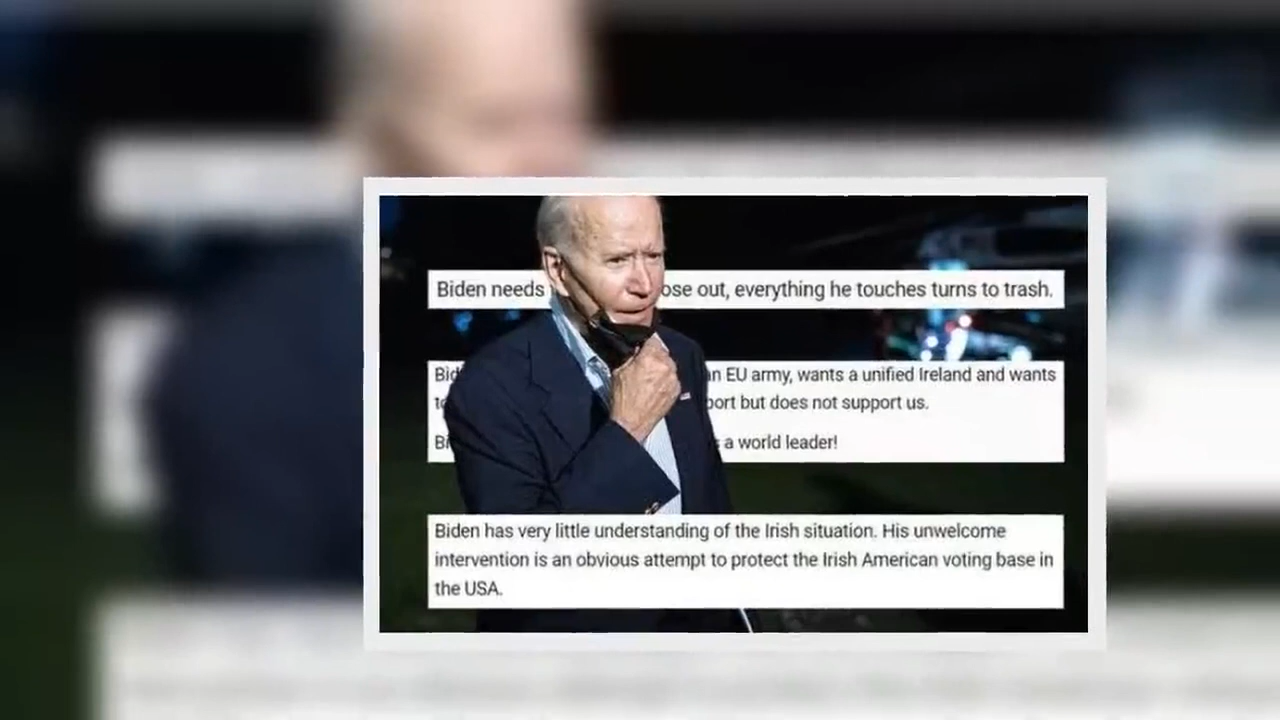 Biden needs ose out, everything he touches turns to trash.
Bid an EU army, wants a unified Ireland and wants
to port but does not support us.
Bi s a world leader!
Biden has very little understanding of the Irish situation. His unwelcome
intervention is an obvious attempt to protect the Irish American voting base in
the USA.